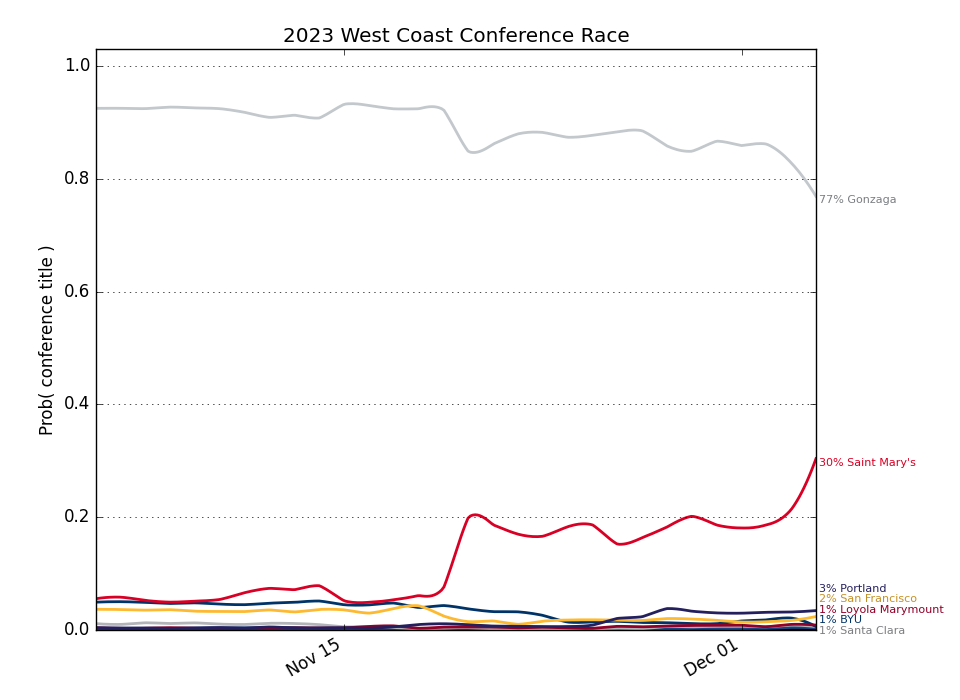 2023 West Coast Conference Race
1.0
0.8
0.6
0.4
0.2
0.0
Prob( conference title )
Nov 15
Dec 01
77% Gonzaga
30% Saint Mary's
3% Portland
2% San Francisco
1% Loyola Marymount
1% BYU
1% Santa Clara